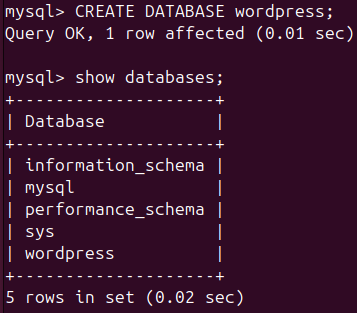 mysql> CREATE DATABASE wordpress;
Query OK, 1 row affected (0.01 sec)
mysql> show databases;
+--------------------+
| Database           |
+--------------------+
| information_schema |
| mysql              |
| performance_schema |
| sys                |
| wordpress          |
+--------------------+
5 rows in set (0.02 sec)